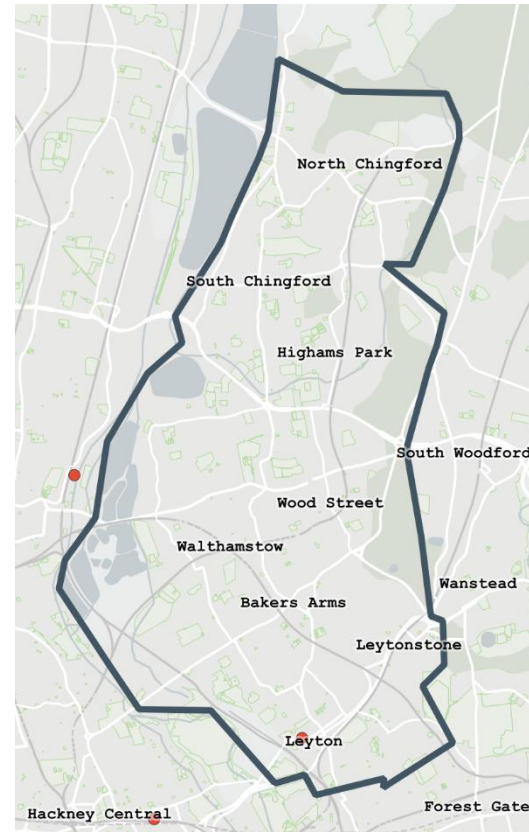 North Chingford
South Chingford
Highams Park
South Woodford
Wood Street
Walthamstow
Wanstead
Bakers Arms
Leytonstone
Leyton
Forest Gate
Hackney Central